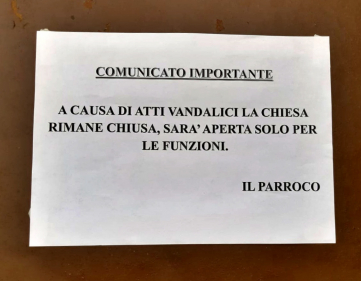 COMUNICATO IMPORTANTE
A CAUSA DI ATTI VANDALICI LA CHIESA
RIMANE CHIUSA, SARA' APERTA SOLO PER
LE FUNZIONI.
IL PARROCO